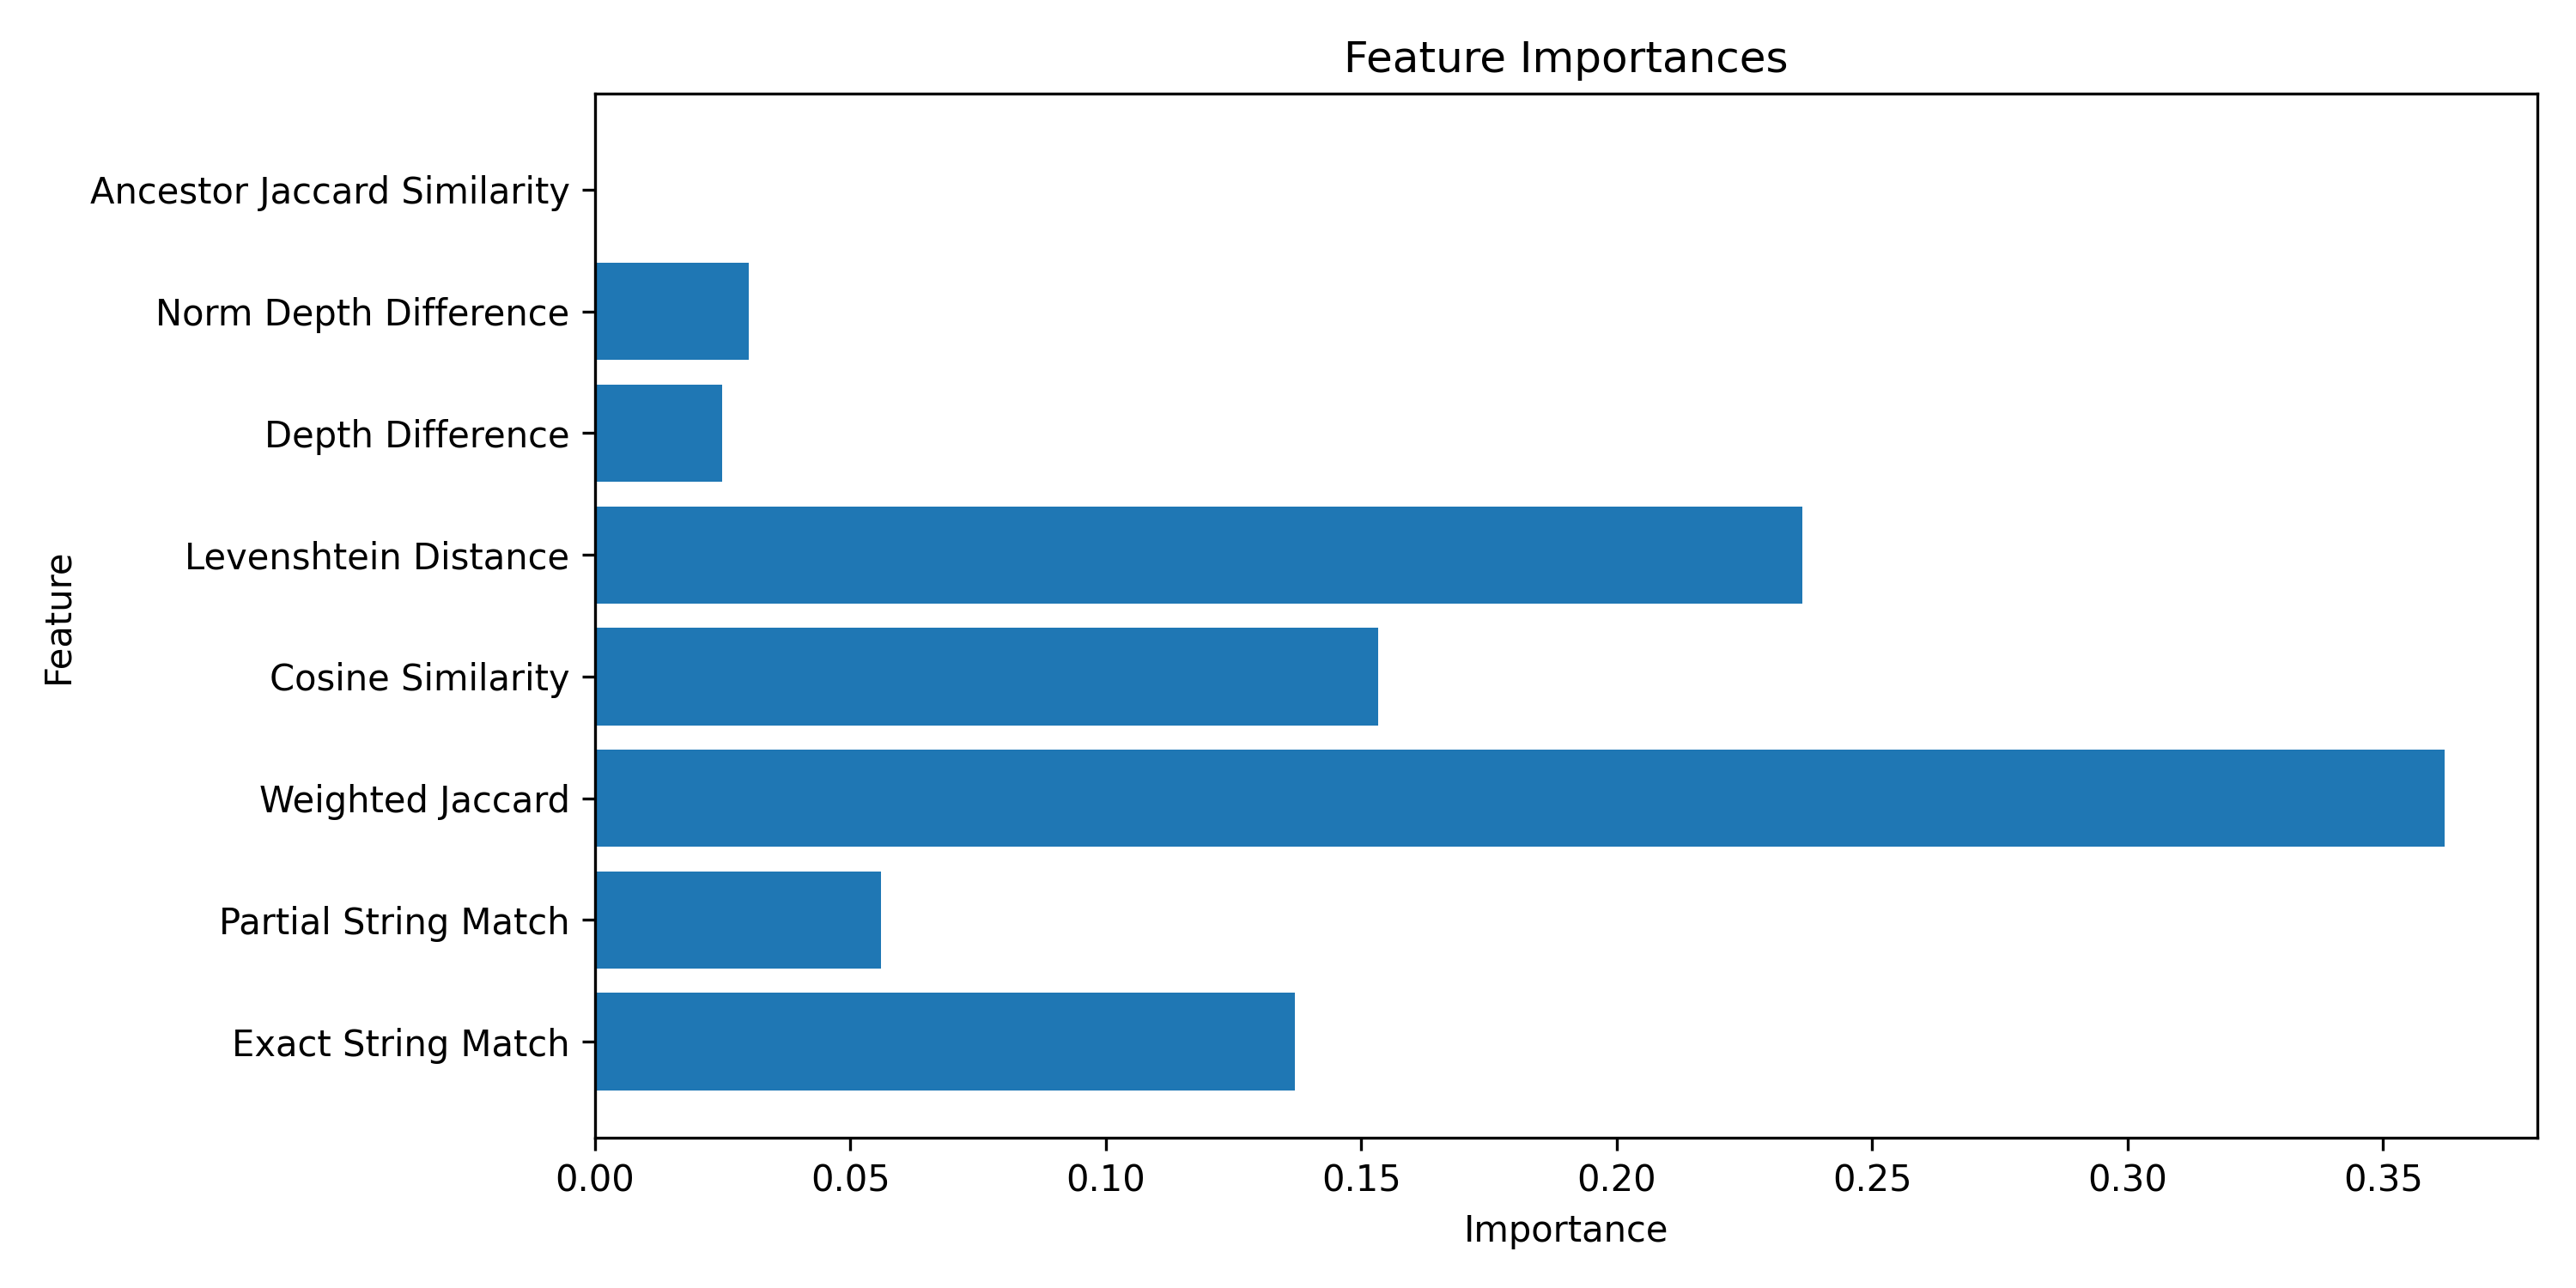 Feature Importances
Ancestor Jaccard Similarity
Norm Depth Difference
Depth Difference
Levenshtein Distance
Cosine Similarity
Weighted Jaccard
Partial String Match
Exact String Match
Feature
0.00 0.05 0.10 0.15 0.20 0.25 0.30 0.35
Importance